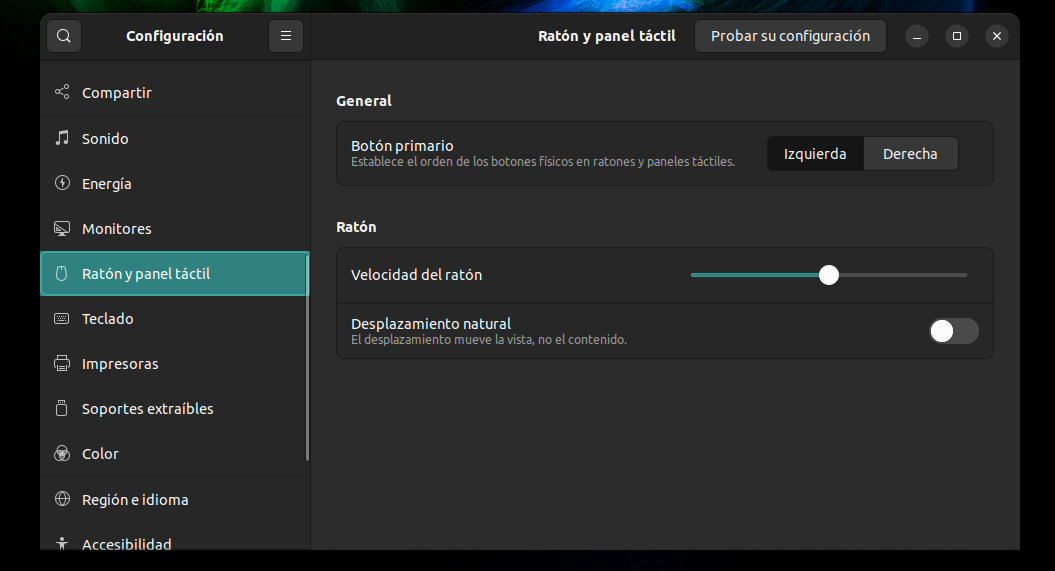 Configuración
Ratón y panel táctil
Probar su configuración
Compartir
Sonido
Energía
Monitores
Ratón y panel táctil
Teclado
Impresoras
Soportes extraíbles
Color
Región e idioma
Accesibilidad
General
Botón primario
Establece el orden de los botones físicos en ratones y paneles táctiles.
Izquierda
Derecha
Ratón
Velocidad del ratón
Desplazamiento natural
El desplazamiento mueve la vista, no el contenido.